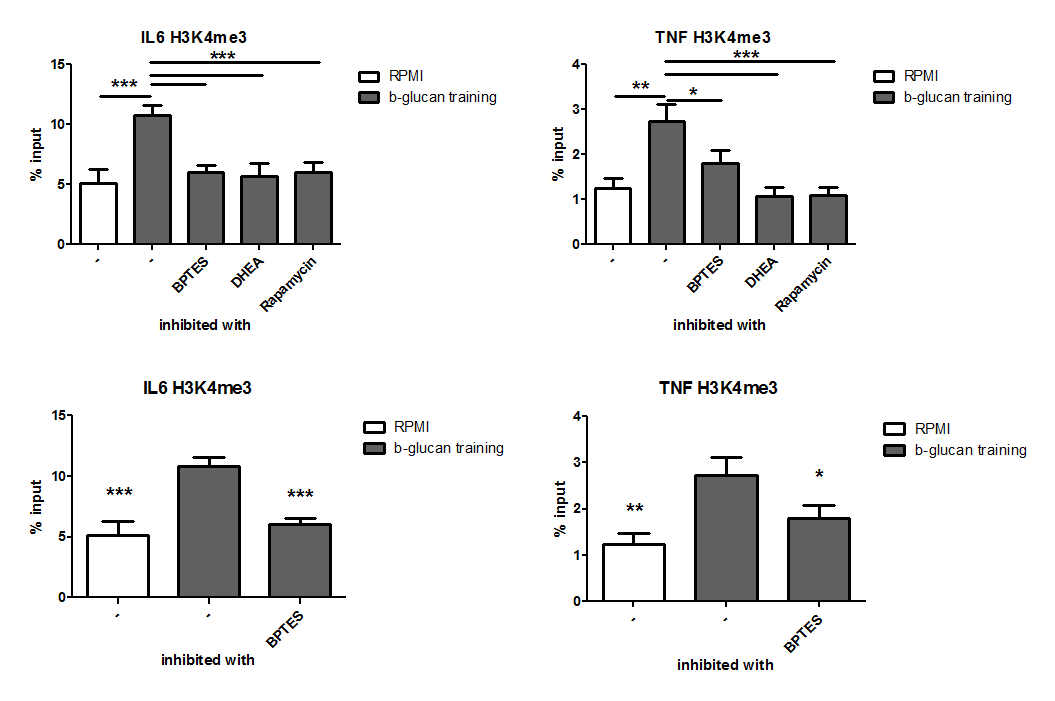 IL6 H3K4me3
15
10
5
0
% input
***
***
RPMI
b-glucan training
-
-
BPTES
DHEA
Rapamycin
inhibited with
TNF H3K4me3
4
3
2
1
0
% input
**
*
***
RPMI
b-glucan training
-
-
BPTES
DHEA
Rapamycin
inhibited with
IL6 H3K4me3
15
10
5
0
% input
***
***
RPMI
b-glucan training
-
-
BPTES
inhibited with
TNF H3K4me3
4
3
2
1
0
% input
**
*
RPMI
b-glucan training
-
-
BPTES
inhibited with